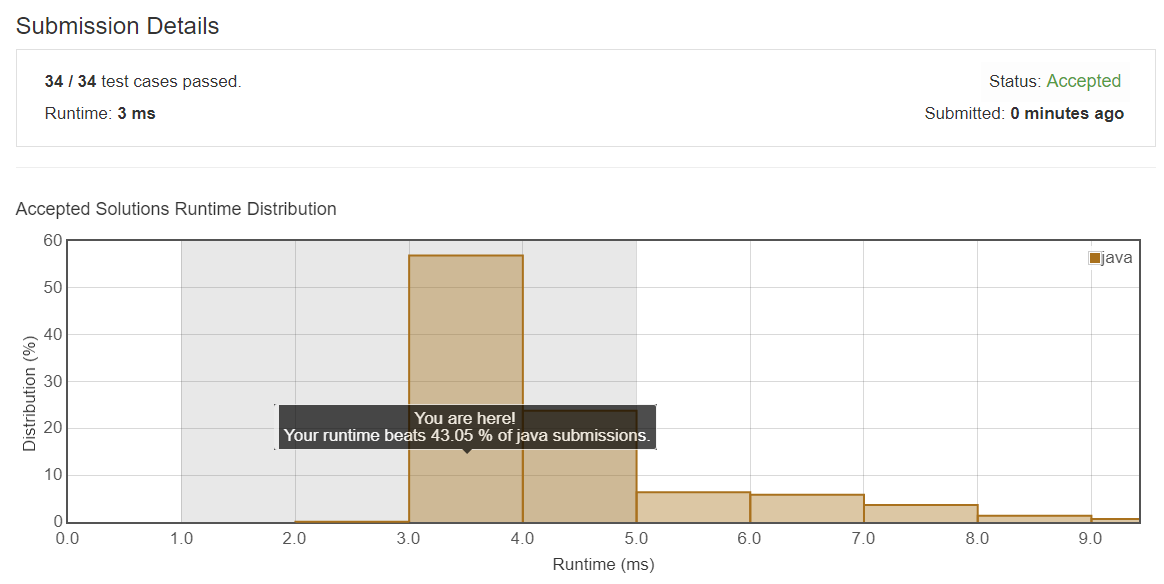 Submission Details
34 / 34 test cases passed.
Status: Accepted
Runtime: 3 ms
Submitted: 0 minutes ago
Accepted Solutions Runtime Distribution
60
50
40
30
20
10
0
Distribution (%)
java
You are here!
Your runtime beats 43.05 % of java submissions.
0.0 1.0 2.0 3.0 4.0 5.0 6.0 7.0 8.0 9.0
Runtime (ms)